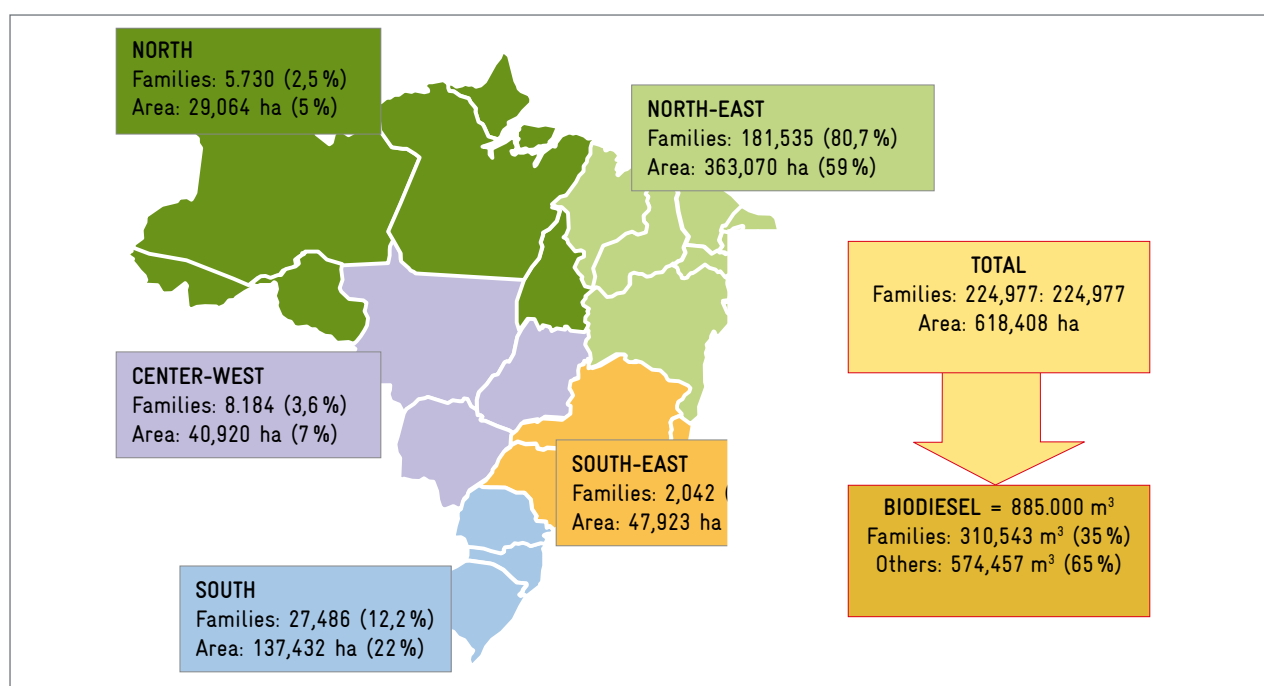 NORTH
Families: 5.730 (2,5 %)
Area: 29,064 ha (5 %)
NORTH-EAST
Families: 181,535 (80,7 %)
Area: 363,070 ha (59 %)
TOTAL
Families: 224,977: 224,977
Area: 618,408 ha
CENTER-WEST
Families: 8.184 (3,6 %)
Area: 40,920 ha (7 %)
SOUTH-EAST
Families: 2,042 (
Area: 47,923 ha
BIODIESEL = 885.000 m³
Families: 310,543 m³ (35 %)
Others: 574,457 m³ (65 %)
SOUTH
Families: 27,486 (12,2 %)
Area: 137,432 ha (22 %)